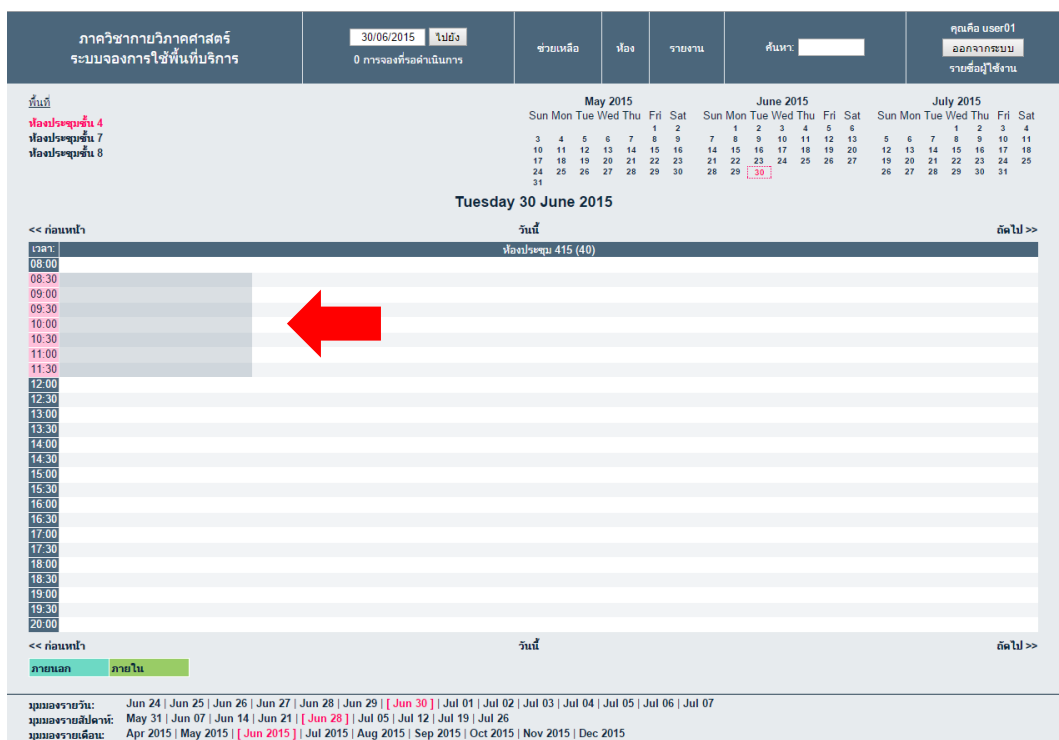 ภาควิชากายวิภาคศาสตร์
ระบบจองการใช้พื้นที่บริการ
30/06/2015 ไปยัง
0 การจองที่รอดำเนินการ
ช่วยเหลือ ห้อง รายงาน ค้นหา:
คุณคือ user01
ออกจากระบบ
รายชื่อผู้ใช้งาน
พื้นที่
ห้องประชุมชั้น 4
ห้องประชุมชั้น 7
ห้องประชุมชั้น 8
May 2015
Sun Mon Tue Wed Thu Fri Sat
1 2
3 4 5 6 7 8 9
10 11 12 13 14 15 16
17 18 19 20 21 22 23
24 25 26 27 28 29 30
31
June 2015
Sun Mon Tue Wed Thu Fri Sat
1 2 3 4 5 6
7 8 9 10 11 12 13
14 15 16 17 18 19 20
21 22 23 24 25 26 27
28 29 30
July 2015
Sun Mon Tue Wed Thu Fri Sat
1 2 3 4
5 6 7 8 9 10 11
12 13 14 15 16 17 18
19 20 21 22 23 24 25
26 27 28 29 30 31
Tuesday 30 June 2015
<< ก่อนหน้า วันนี้ ถัดไป >>
เวลา: ห้องประชุม 415 (40)
08:00
08:30
09:00
09:30
10:00
10:30
11:00
11:30
12:00
12:30
13:00
13:30
14:00
14:30
15:00
15:30
16:00
16:30
17:00
17:30
18:00
18:30
19:00
19:30
20:00
<< ก่อนหน้า วันนี้ ถัดไป >>
ภายนอก ภายใน
มุมมองรายวัน: Jun 24 | Jun 25 | Jun 26 | Jun 27 | Jun 28 | Jun 29 | [ Jun 30 ] | Jul 01 | Jul 02 | Jul 03 | Jul 04 | Jul 05 | Jul 06 | Jul 07
มุมมองรายสัปดาห์: May 31 | Jun 07 | Jun 14 | Jun 21 | [ Jun 28 ] | Jul 05 | Jul 12 | Jul 19 | Jul 26
มุมมองรายเดือน: Apr 2015 | May 2015 | [ Jun 2015 ] | Jul 2015 | Aug 2015 | Sep 2015 | Oct 2015 | Nov 2015 | Dec 2015